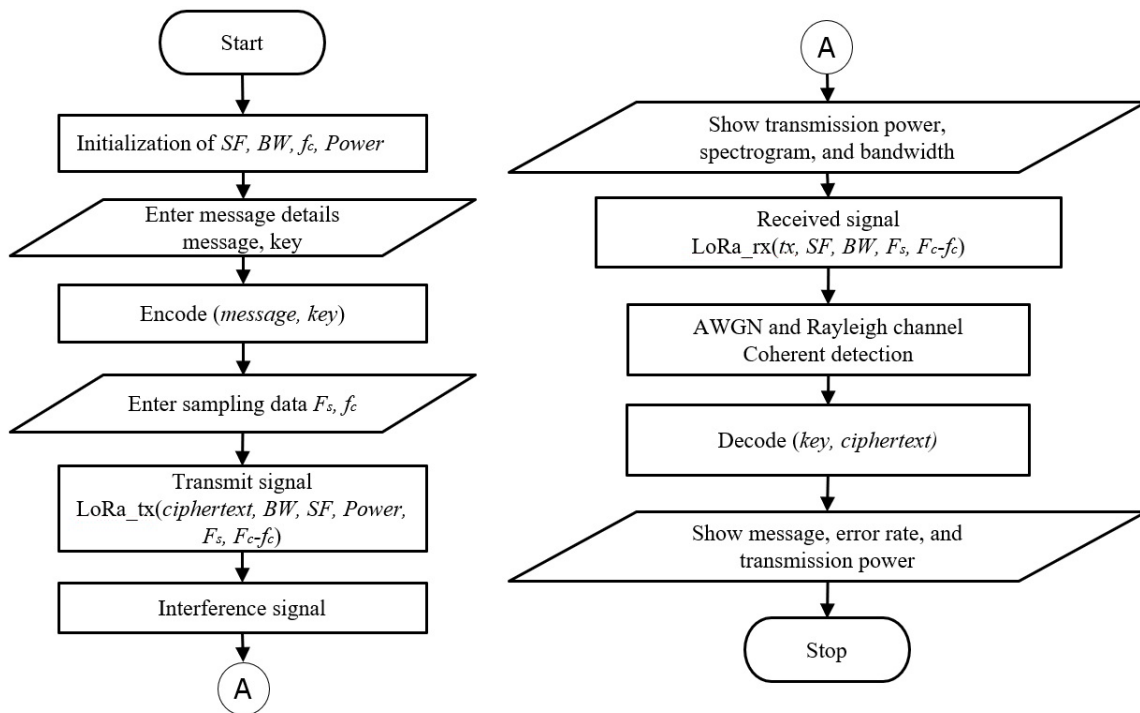 Start
Initialization of SF, BW, fc, Power
Enter message details
message, key
Encode (message, key)
Enter sampling data Fs, fc
Transmit signal
LoRa_tx(ciphertext, BW, SF, Power,
Fs, Fc-fc)
Interference signal
A
A
Show transmission power,
spectrogram, and bandwidth
Received signal
LoRa_rx(tx, SF, BW, Fs, Fc-fc)
AWGN and Rayleigh channel
Coherent detection
Decode (key, ciphertext)
Show message, error rate, and
transmission power
Stop